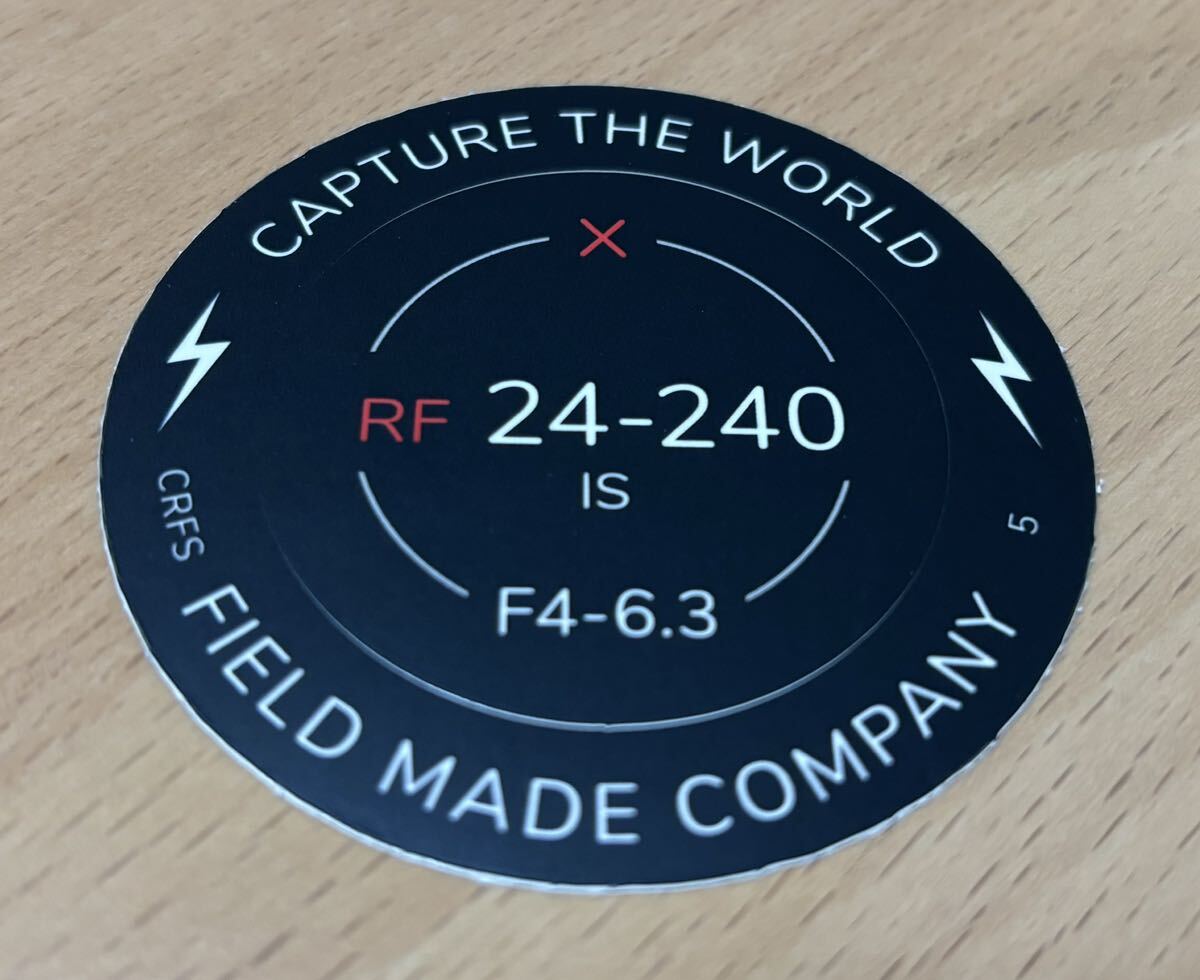 CAPTURE THE WORLD
X
RF 24-240
IS
F4-6.3
CRFS
5
FIELD MADE COMPANY